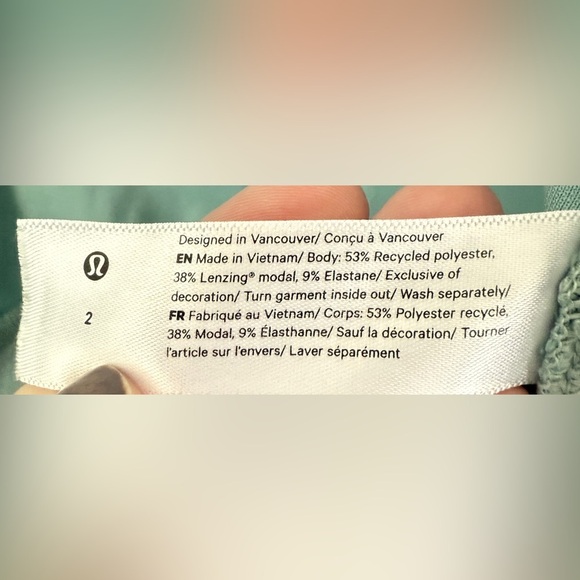 Designed in Vancouver/ Conçu à Vancouver
EN Made in Vietnam/ Body: 53% Recycled polyester,
38% Lenzing® modal, 9% Elastane/ Exclusive of
decoration/ Turn garment inside out/ Wash separately/
FR Fabriqué au Vietnam/ Corps: 53% Polyester recyclé,
38% Modal, 9% Élasthanne/ Sauf la décoration/ Tourner
l'article sur l'envers/ Laver séparément
2